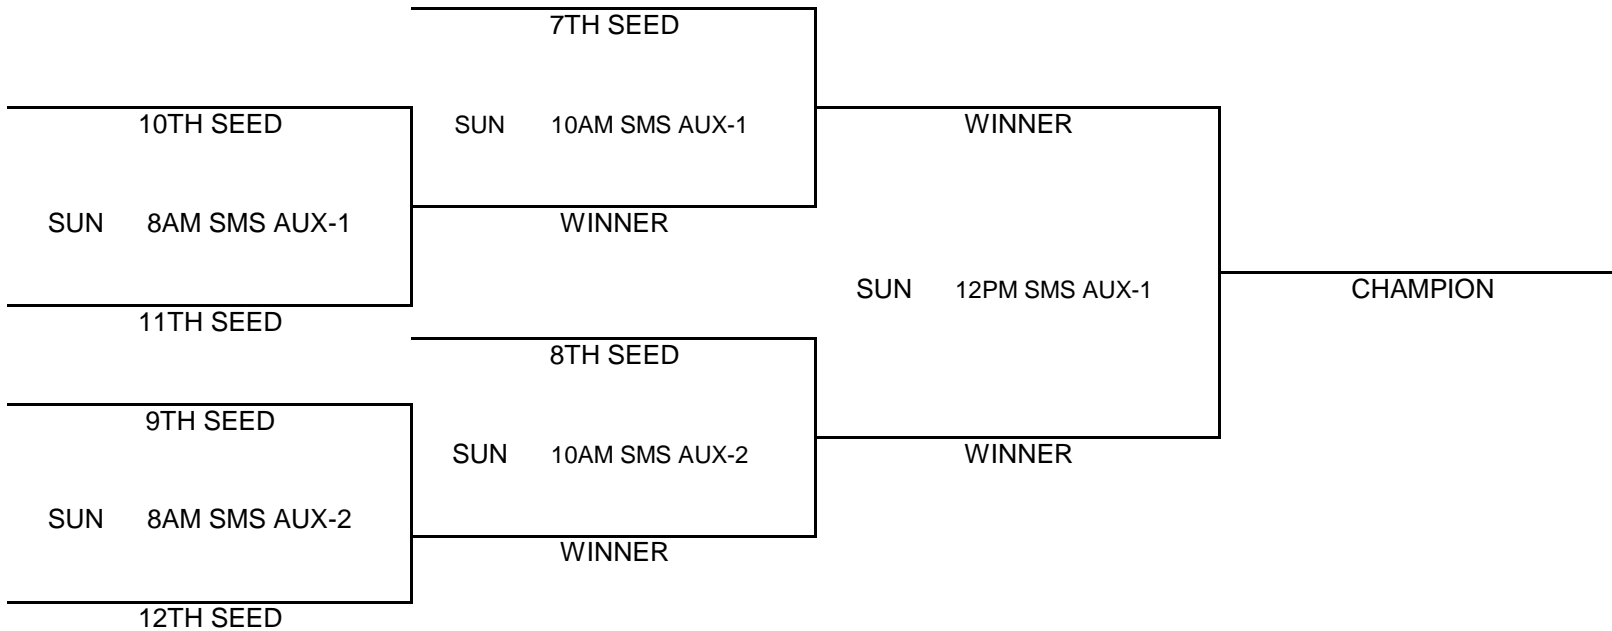 7TH SEED
10TH SEED
SUN 10AM SMS AUX-1
WINNER
SUN 8AM SMS AUX-1
WINNER
SUN 12PM SMS AUX-1
CHAMPION
11TH SEED
8TH SEED
9TH SEED
SUN 10AM SMS AUX-2
WINNER
SUN 8AM SMS AUX-2
WINNER
12TH SEED